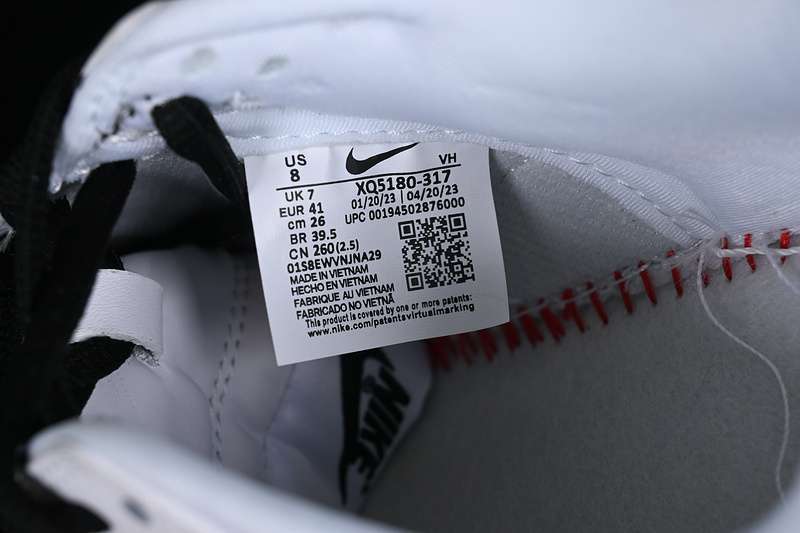 US
8
VH
XQ5180-317
UK 7
01/20/23 | 04/20/23
EUR 41
UPC 00194502876000
cm 26
BR 39.5
CN 260(2.5)
01S8EWVNJNA29
MADE IN VIETNAM
HECHO EN VIETNAM
FABRIQUE AU VIETNAM
FABRICADO NO VIETNÃ
This product is covered by one or more patents:
www.nike.com/patentsvirtualmarking
NIKE